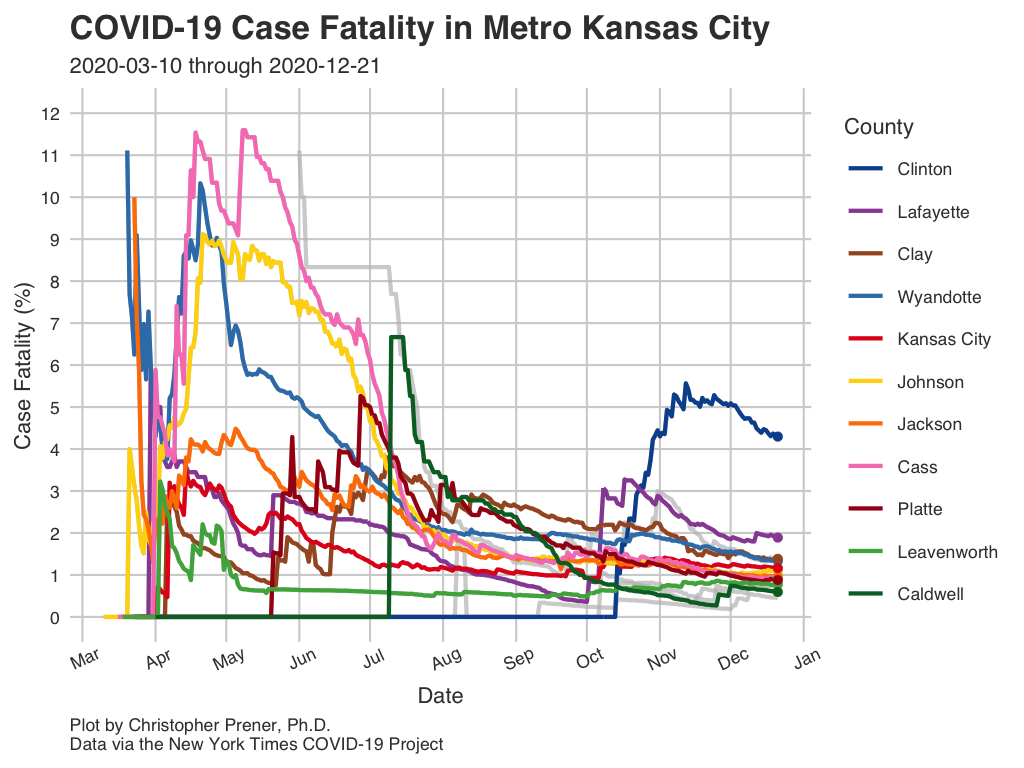 COVID-19 Case Fatality in Metro Kansas City
2020-03-10 through 2020-12-21
Case Fatality (%)
12
11
10
9
8
7
6
5
4
3
2
1
0
Mar
Apr
May
Jun
Jul
Aug
Sep
Oct
Nov
Dec
Jan
Date
County
Clinton
Lafayette
Clay
Wyandotte
Kansas City
Johnson
Jackson
Cass
Platte
Leavenworth
Caldwell
Plot by Christopher Prener, Ph.D.
Data via the New York Times COVID-19 Project